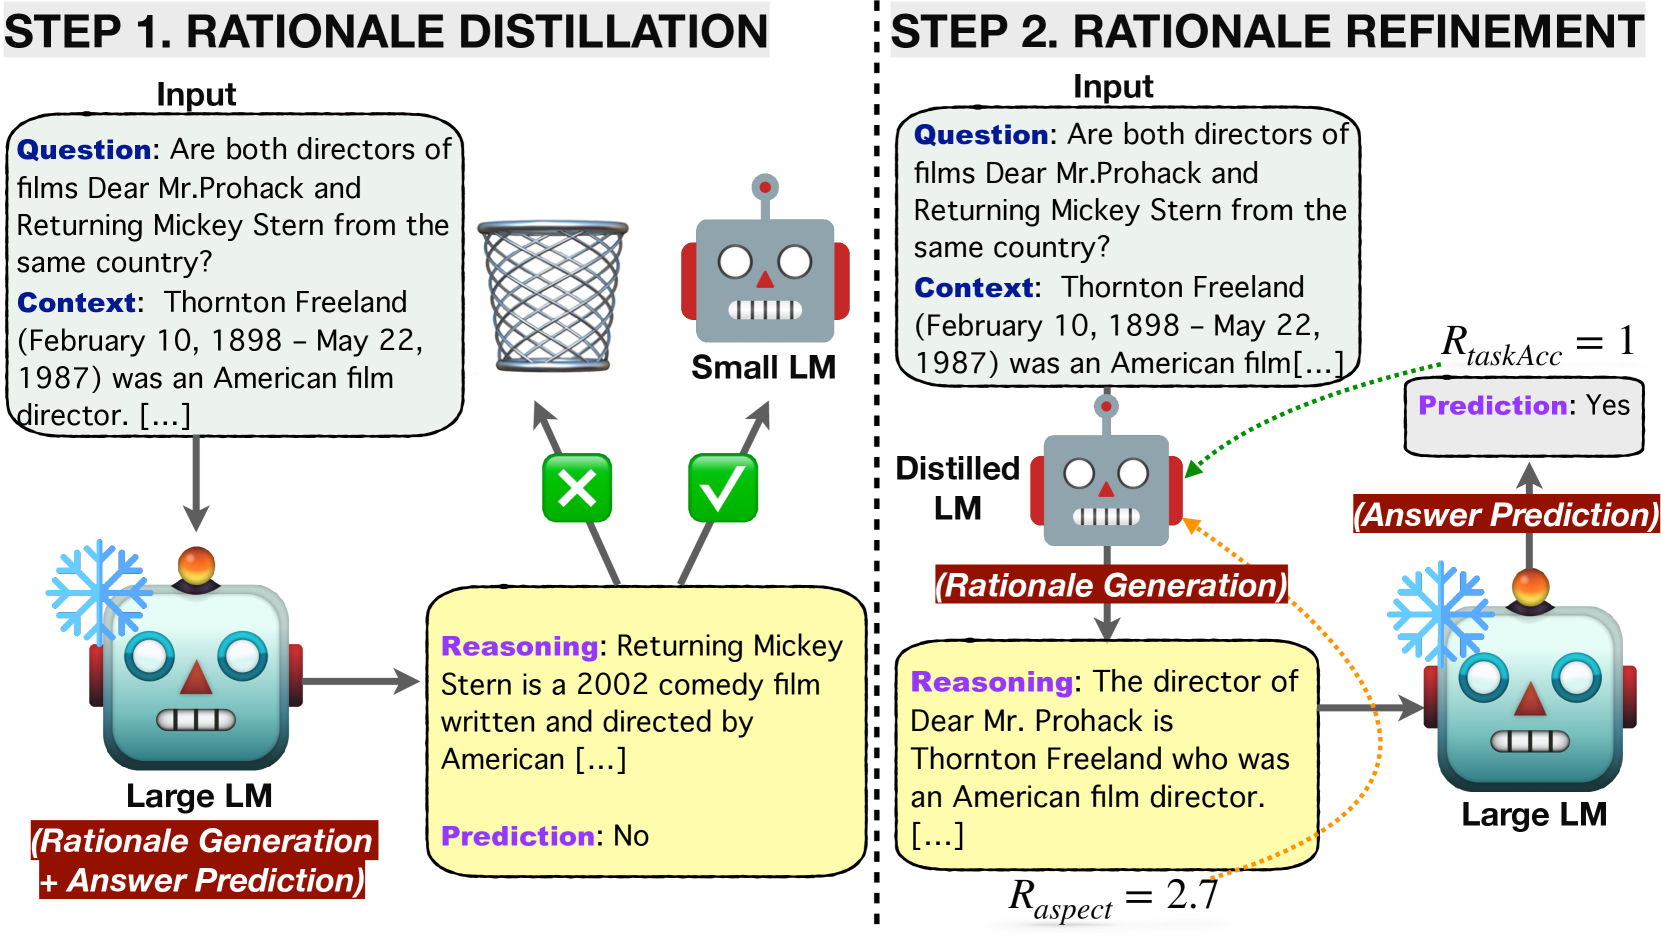 STEP 1. RATIONALE DISTILLATION
Input
Question: Are both directors of
films Dear Mr.Prohack and
Returning Mickey Stern from the
same country?
Context: Thornton Freeland
(February 10, 1898 – May 22,
1987) was an American film
director. [...]
Small LM
Large LM
(Rationale Generation
+ Answer Prediction)
Reasoning: Returning Mickey
Stern is a 2002 comedy film
written and directed by
American [...]
Prediction: No
STEP 2. RATIONALE REFINEMENT
Input
Question: Are both directors of
films Dear Mr.Prohack and
Returning Mickey Stern from the
same country?
Context: Thornton Freeland
(February 10, 1898 – May 22,
1987) was an American film[...]
R_taskAcc = 1
Prediction: Yes
Distilled
LM
(Answer Prediction)
(Rationale Generation)
Reasoning: The director of
Dear Mr. Prohack is
Thornton Freeland who was
an American film director.
[...]
Large LM
R_aspect = 2.7